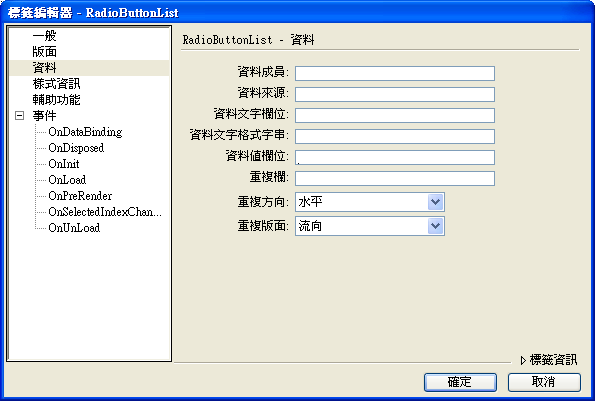 標籤編輯器 - RadioButtonList
一般
版面
資料
樣式資訊
輔助功能
事件
OnDataBinding
OnDisposed
OnInit
OnLoad
OnPreRender
OnSelectedIndexChan...
OnUnLoad
RadioButtonList - 資料
資料成員:
資料來源:
資料文字欄位:
資料文字格式字串:
資料值欄位:
重複欄:
重複方向: 水平
重複版面: 流向
標籤資訊
確定 取消